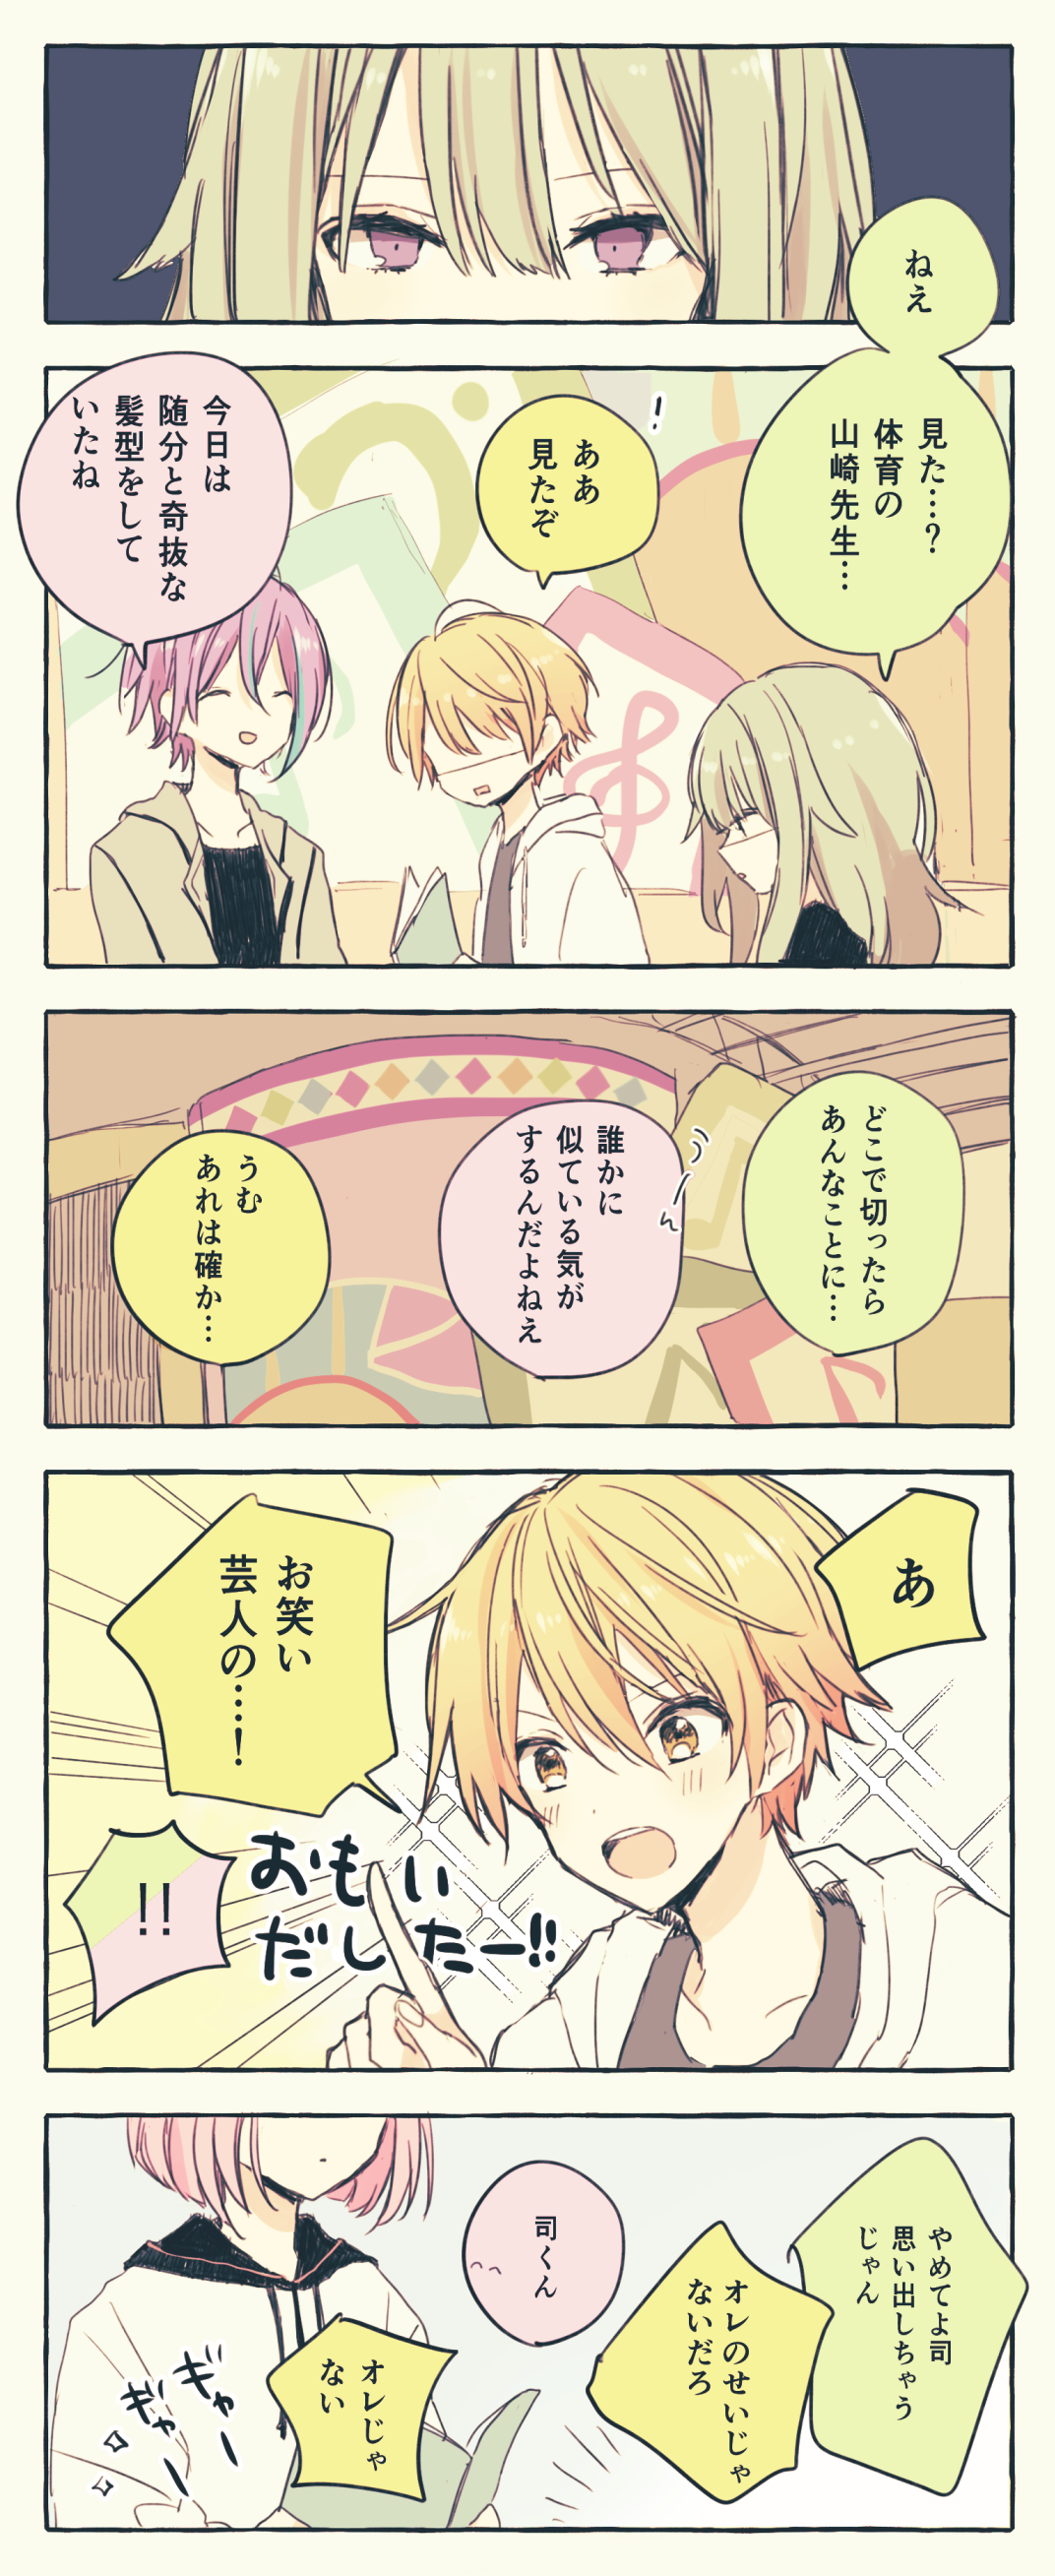 ねえ
見た…?
体育の
山崎先生…
!
ああ
見たぞ
今日は
随分と奇抜な
髪型をして
いたね
どこで切ったら
あんなことに…
誰かに
似ている気が
するんだよねえ
ん
うむ
あれは確か…
あ
お笑い
芸人の……!
おもい
だしたー!!
!!
やめてよ司
思い出しちゃう
じゃん
オレのせいじゃ
ないだろ
司くん
オレじゃ
ない
ギャー
ギャー